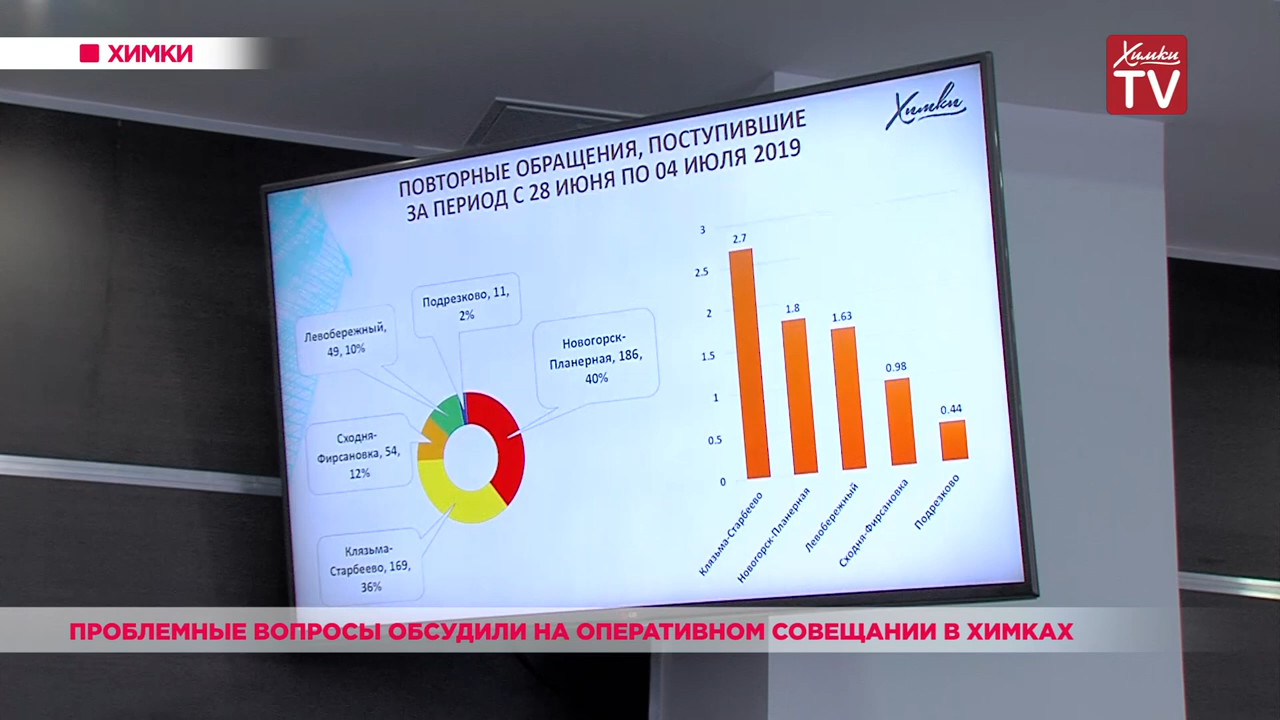 ХИМКИ
Химки
TV
Химки
ПОВТОРНЫЕ ОБРАЩЕНИЯ, ПОСТУПИВШИЕ
ЗА ПЕРИОД С 28 ИЮНЯ ПО 04 ИЮЛЯ 2019
Подрезково, 11,
2%
Левобережный,
49, 10%
Новогорск-
Планерная, 186,
40%
Сходня-
Фирсановка, 54,
12%
Клязьма-
Старбеево, 169,
36%
3
2.5
2
1.5
1
0.5
0
2.7
1.8
1.63
0.98
0.44
Клязьма-Старбеево
Новогорск-Планерная
Левобережный
Сходня-Фирсановка
Подрезково
ПРОБЛЕМНЫЕ ВОПРОСЫ ОБСУДИЛИ НА ОПЕРАТИВНОМ СОВЕЩАНИИ В ХИМКАХ